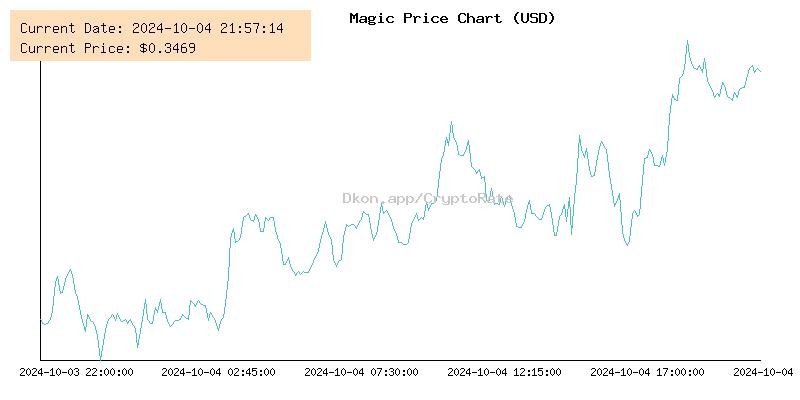 Magic Price Chart (USD)
Current Date: 2024-10-04 21:57:14
Current Price: $0.3469
Dkon.app/CryptoRate
2024-10-03 22:00:00 2024-10-04 02:45:00 2024-10-04 07:30:00 2024-10-04 12:15:00 2024-10-04 17:00:00 2024-10-04